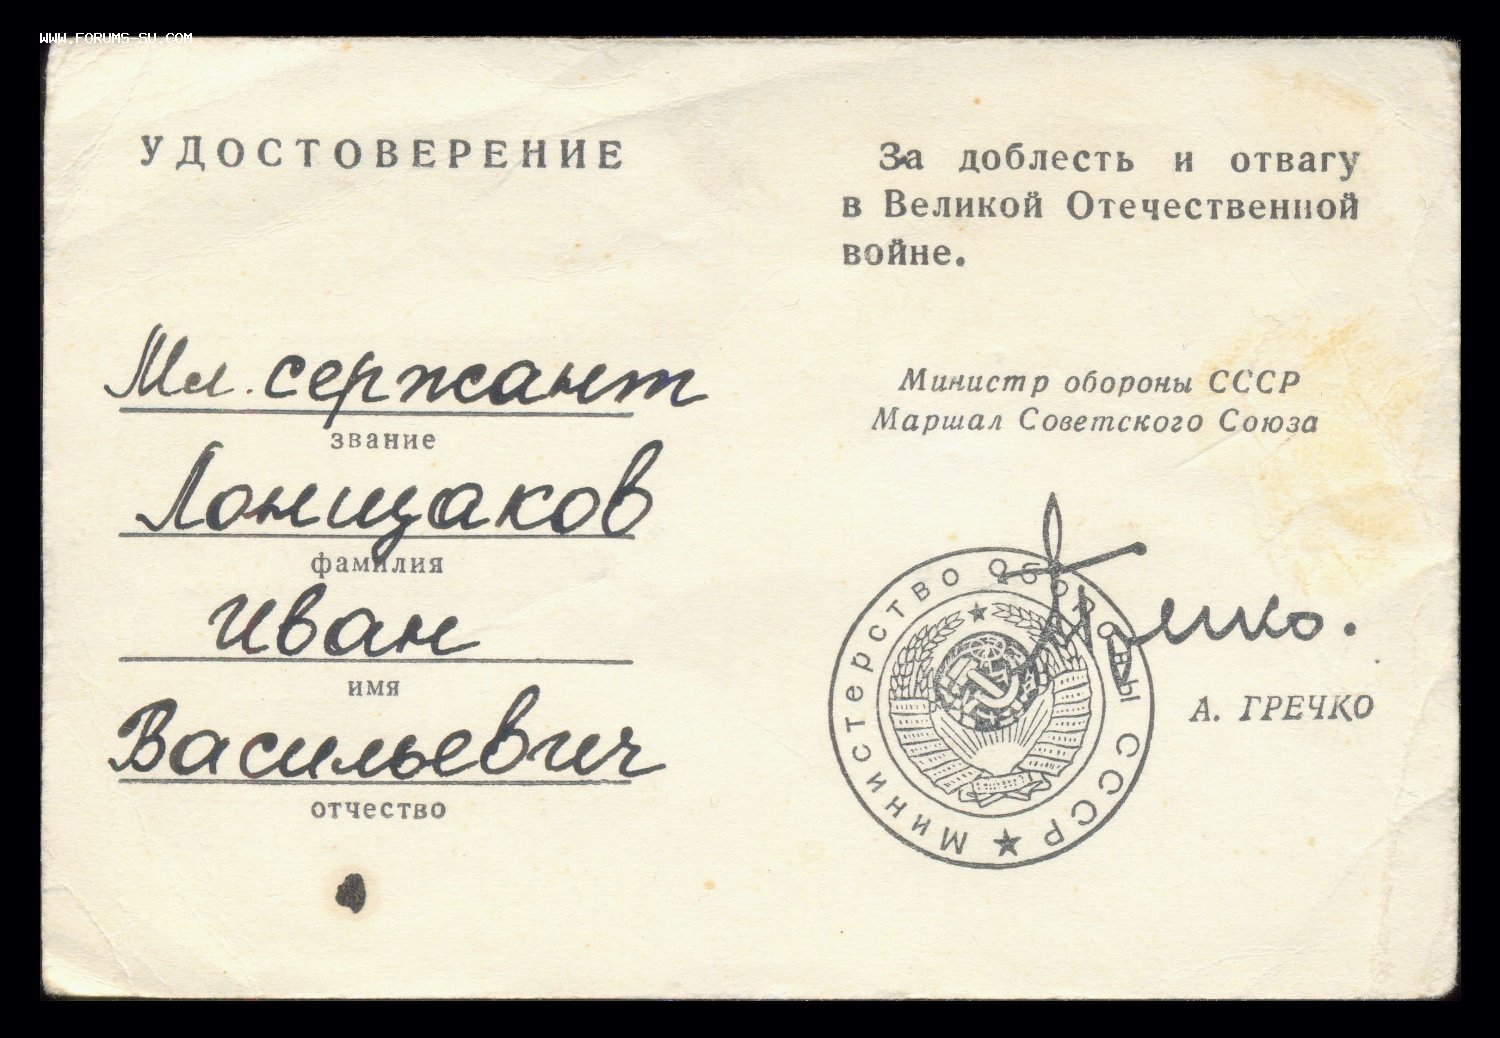 WWW.FORUMS-SU.COM
УДОСТОВЕРЕНИЕ
Мл. сержант
звание
Лонщаков
фамилия
Иван
имя
Васильевич
отчество
За доблесть и отвагу
в Великой Отечественной
войне.
Министр обороны СССР
Маршал Советского Союза
Министерство Обороны СССР
А. ГРЕЧКО